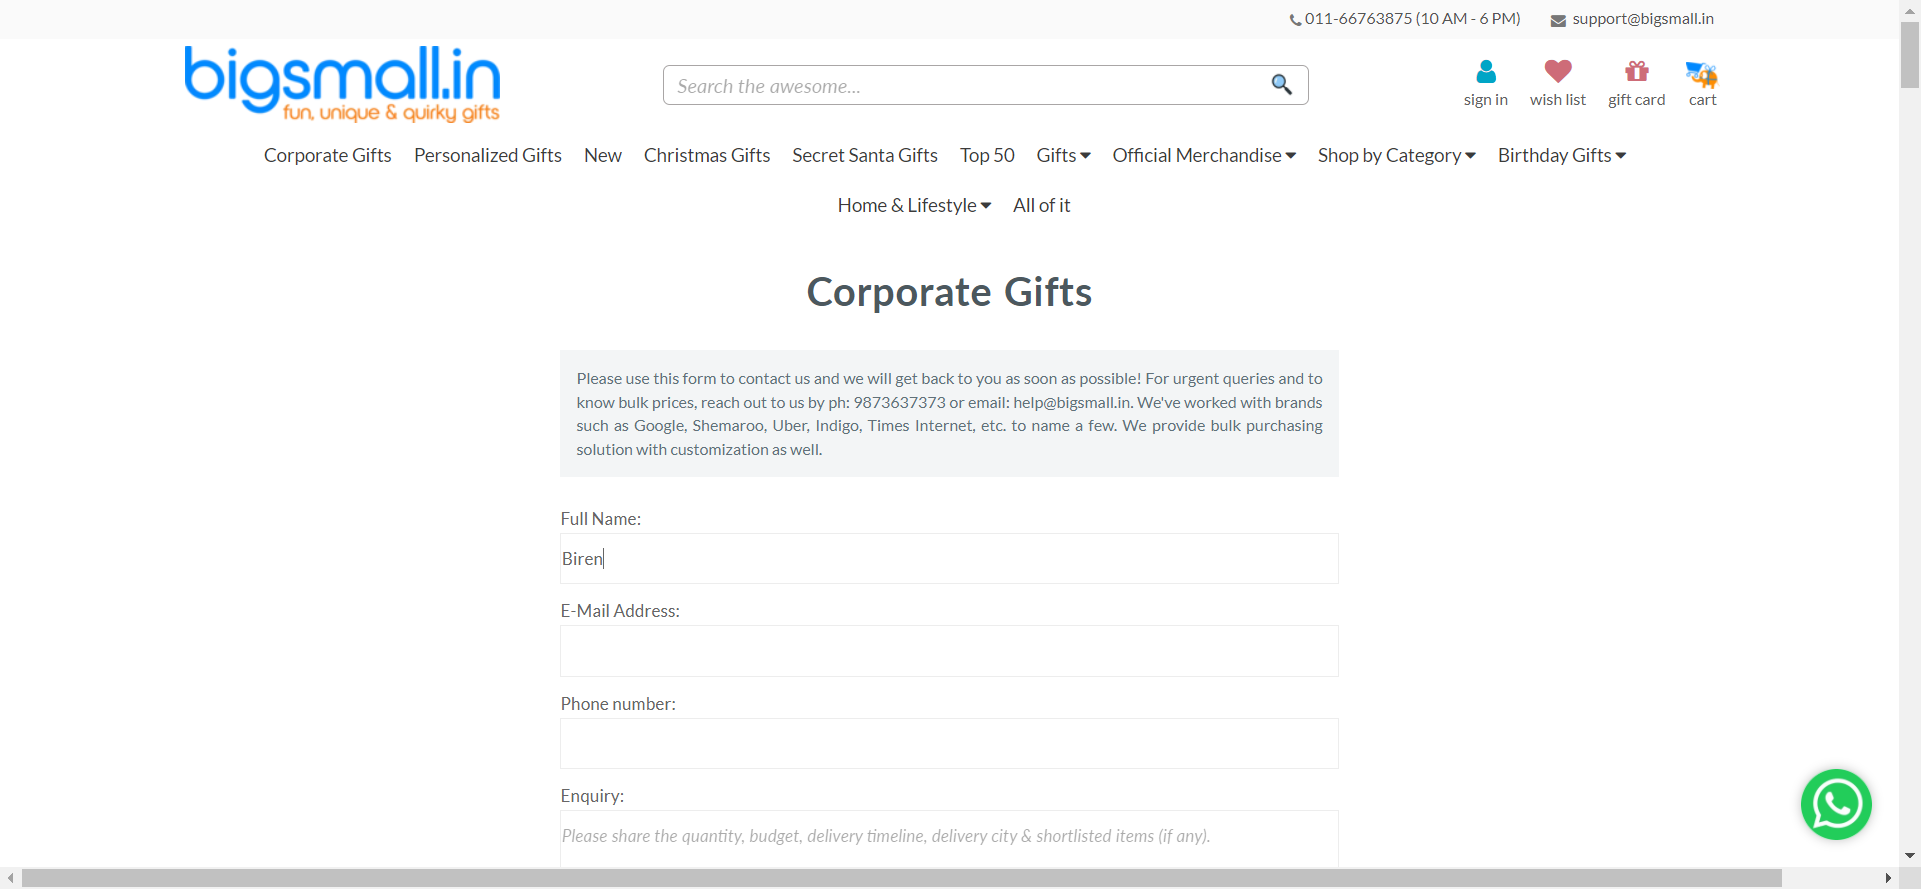 011-66763875 (10 AM - 6 PM) support@bigsmall.in
bigsmall.in
fun, unique & quirky gifts
Search the awesome...
sign in wish list gift card cart
Corporate Gifts Personalized Gifts New Christmas Gifts Secret Santa Gifts Top 50 Gifts Official Merchandise Shop by Category Birthday Gifts
Home & Lifestyle All of it
Corporate Gifts
Please use this form to contact us and we will get back to you as soon as possible! For urgent queries and to
know bulk prices, reach out to us by ph: 9873637373 or email: help@bigsmall.in. We've worked with brands
such as Google, Shemaroo, Uber, Indigo, Times Internet, etc. to name a few. We provide bulk purchasing
solution with customization as well.
Full Name:
Biren
E-Mail Address:
Phone number:
Enquiry:
Please share the quantity, budget, delivery timeline, delivery city & shortlisted items (if any).